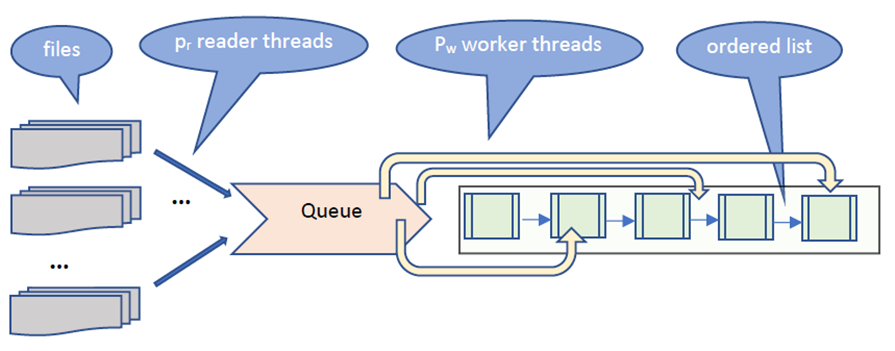 files
pr reader threads
Pw worker threads
ordered list
...
Queue
...